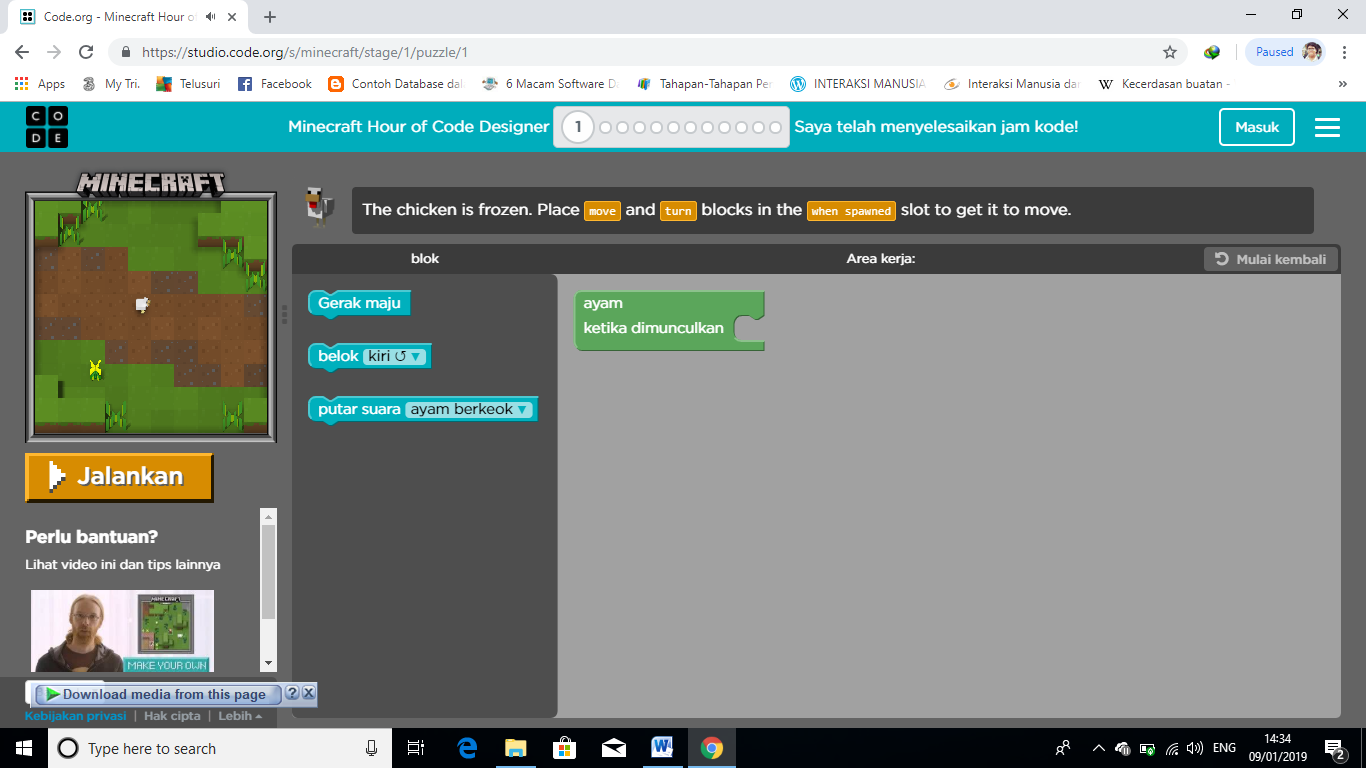 Code.org - Minecraft Hour of
https://studio.code.org/s/minecraft/stage/1/puzzle/1
Paused
Apps
My Tri.
Telusuri
Facebook
Contoh Database dal
6 Macam Software Da
Tahapan-Tahapan Per
INTERAKSI MANUSIA
Interaksi Manusia dan
Kecerdasan buatan -
»
C O D E
Minecraft Hour of Code Designer
1
Saya telah menyelesaikan jam kode!
Masuk
MINECRAFT
The chicken is frozen. Place move and turn blocks in the when spawned slot to get it to move.
blok
Area kerja:
Mulai kembali
Gerak maju
belok kiri ↺ ▼
putar suara ayam berkeok ▼
ayam
ketika dimunculkan
Jalankan
Perlu bantuan?
Lihat video ini dan tips lainnya
MINECRAFT
MAKE YOUR OWN
Download media from this page ? X
Kebijakan privasi | Hak cipta | Lebih
Type here to search
ENG
14:34
09/01/2019
2